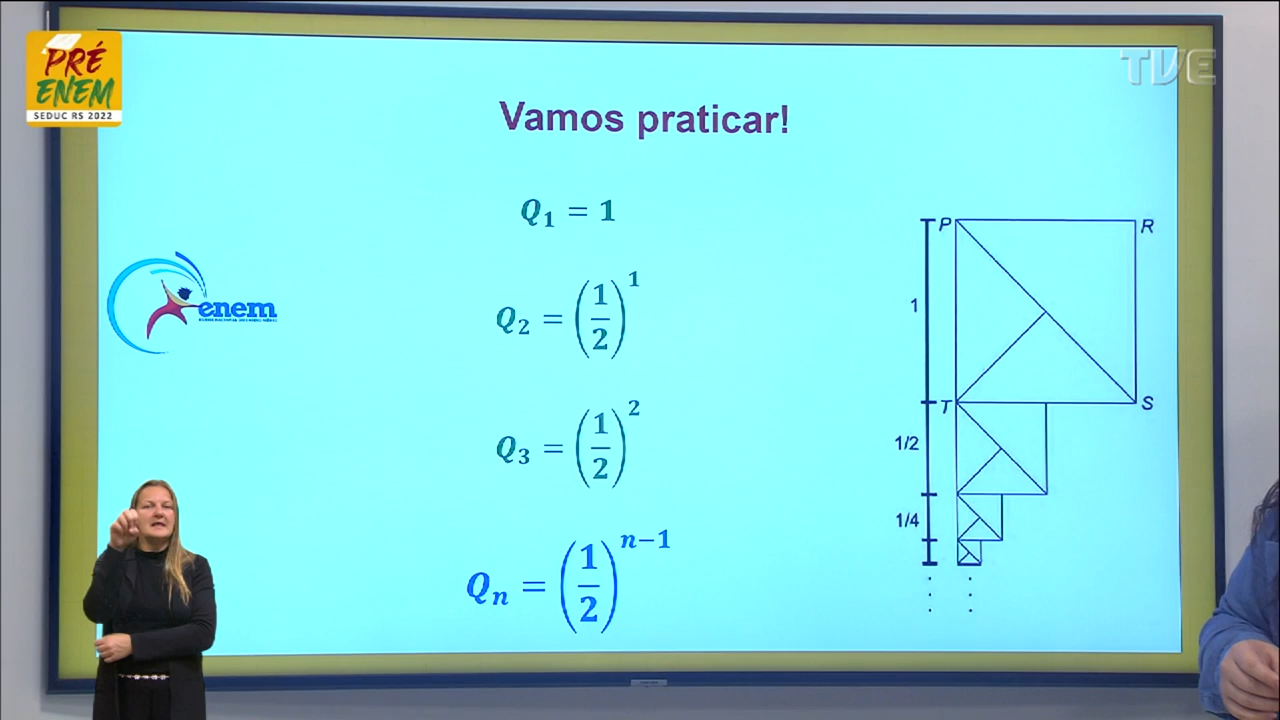 PRÉ
ENEM
SEDUC RS 2022
TVE
Vamos praticar!
Q₁ = 1
Q₂ = (1/2)¹
Q₃ = (1/2)²
Qₙ = (1/2)ⁿ⁻¹
enem
P
R
1
T
S
1/2
1/4